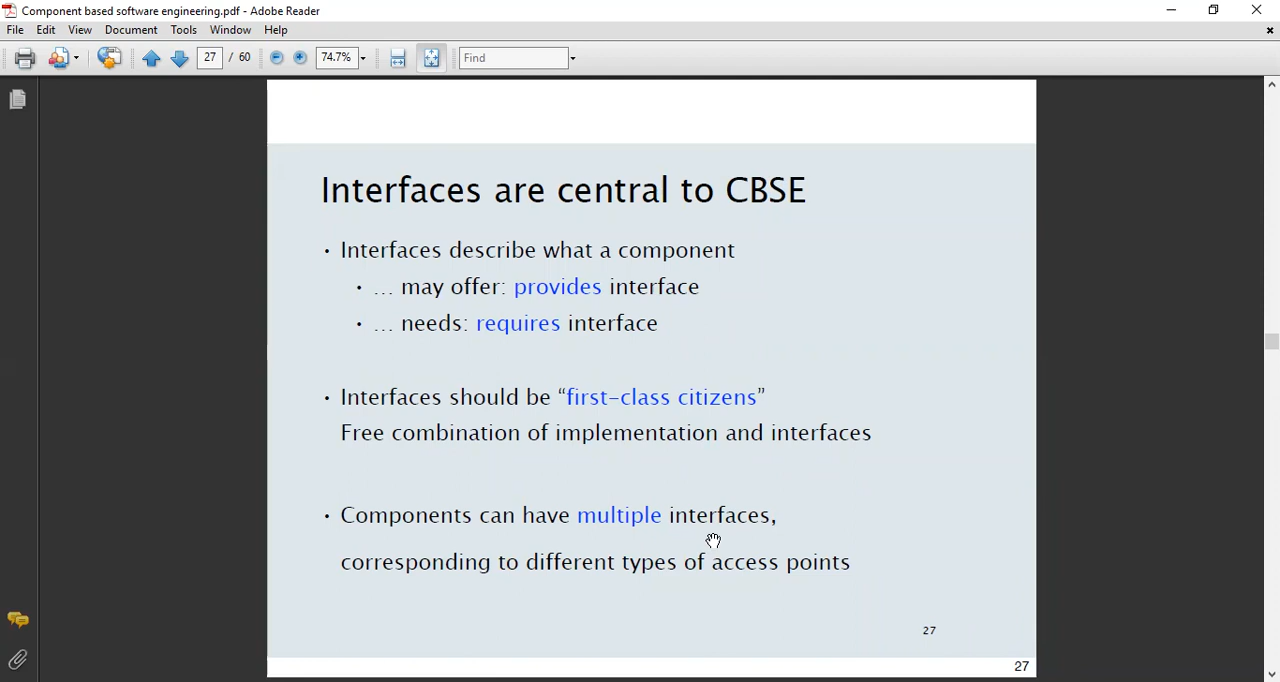 Component based software engineering.pdf - Adobe Reader
File Edit View Document Tools Window Help
27 / 60 74.7% Find
Interfaces are central to CBSE
• Interfaces describe what a component
• ... may offer: provides interface
• ... needs: requires interface
• Interfaces should be “first-class citizens”
Free combination of implementation and interfaces
• Components can have multiple interfaces,
corresponding to different types of access points
27
27